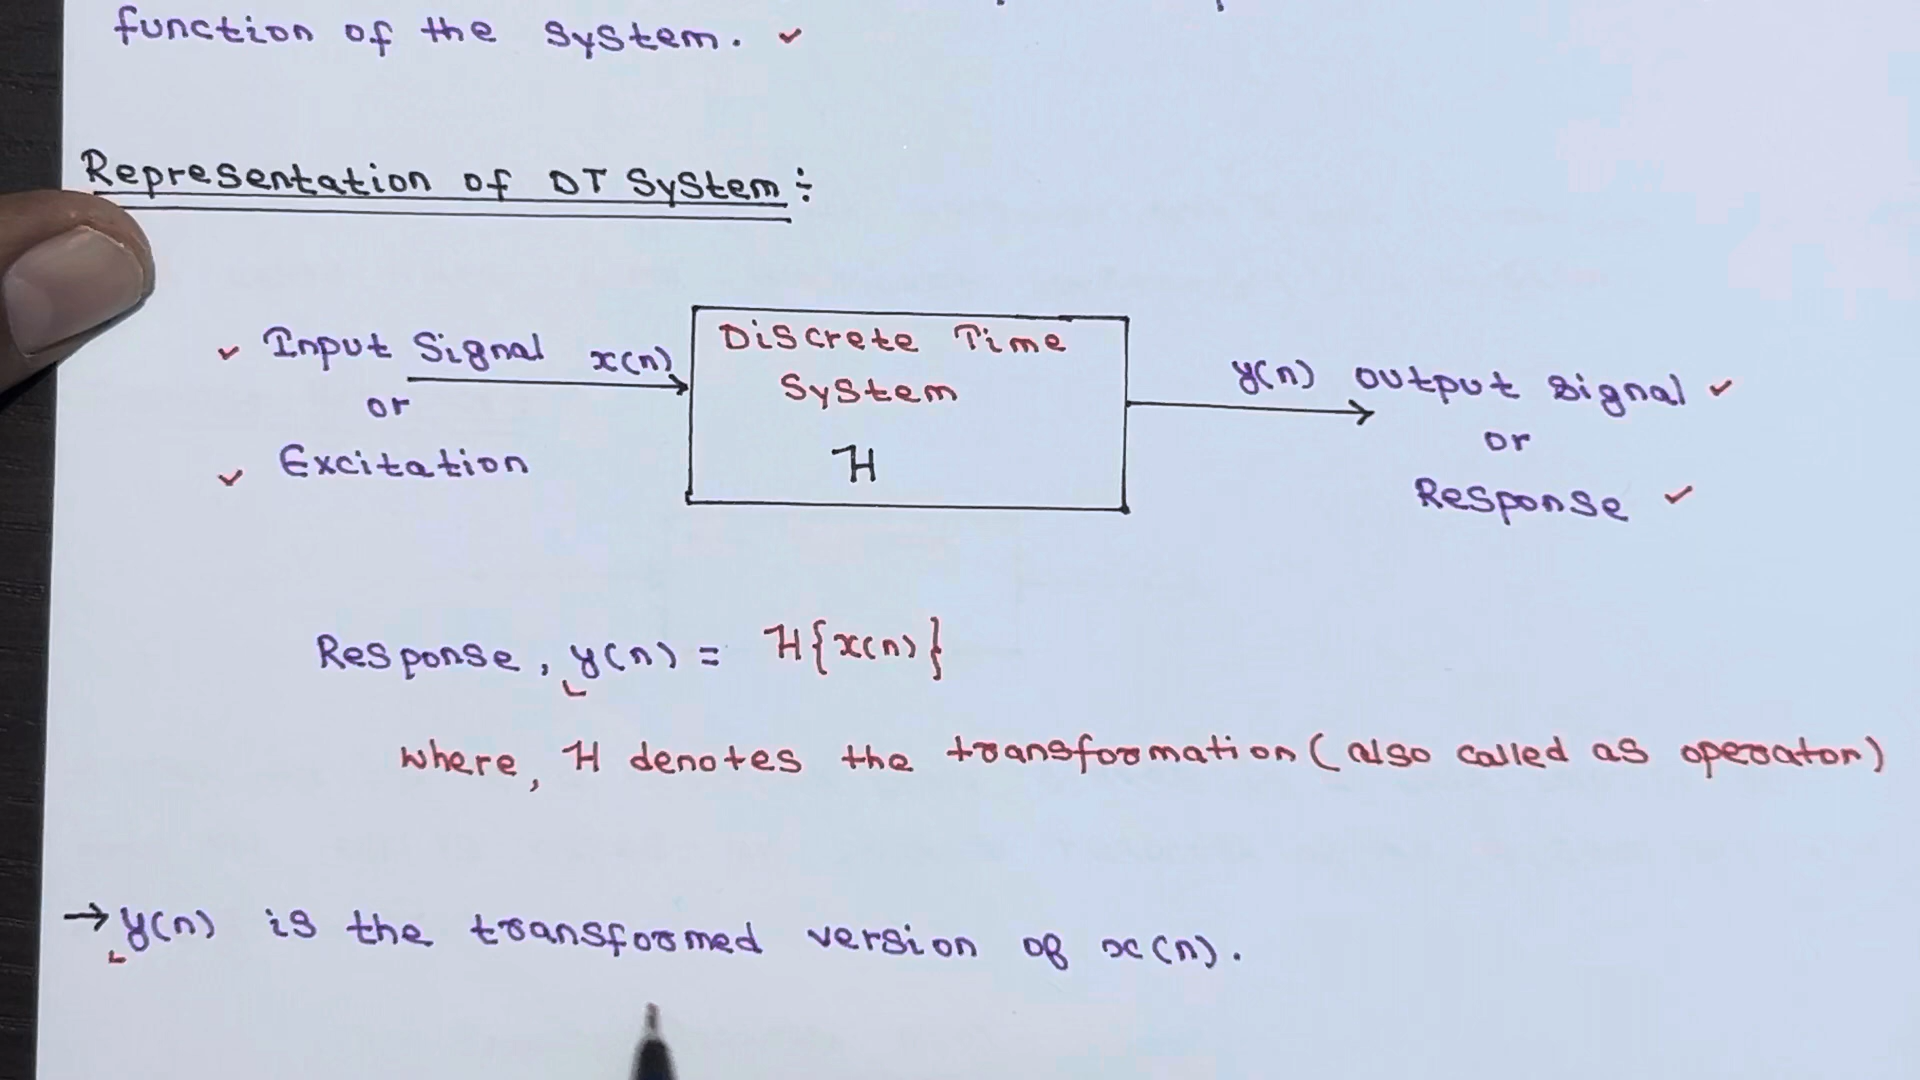 function of the system. ✓
Representation of DT System:
✓ Input Signal x(n)
or
✓ Excitation
Discrete Time
System
H
y(n) output signal ✓
or
Response ✓
Response, y(n) = H{x(n)}
where, H denotes the transformation (also called as operator)
→ y(n) is the transformed version of x(n).